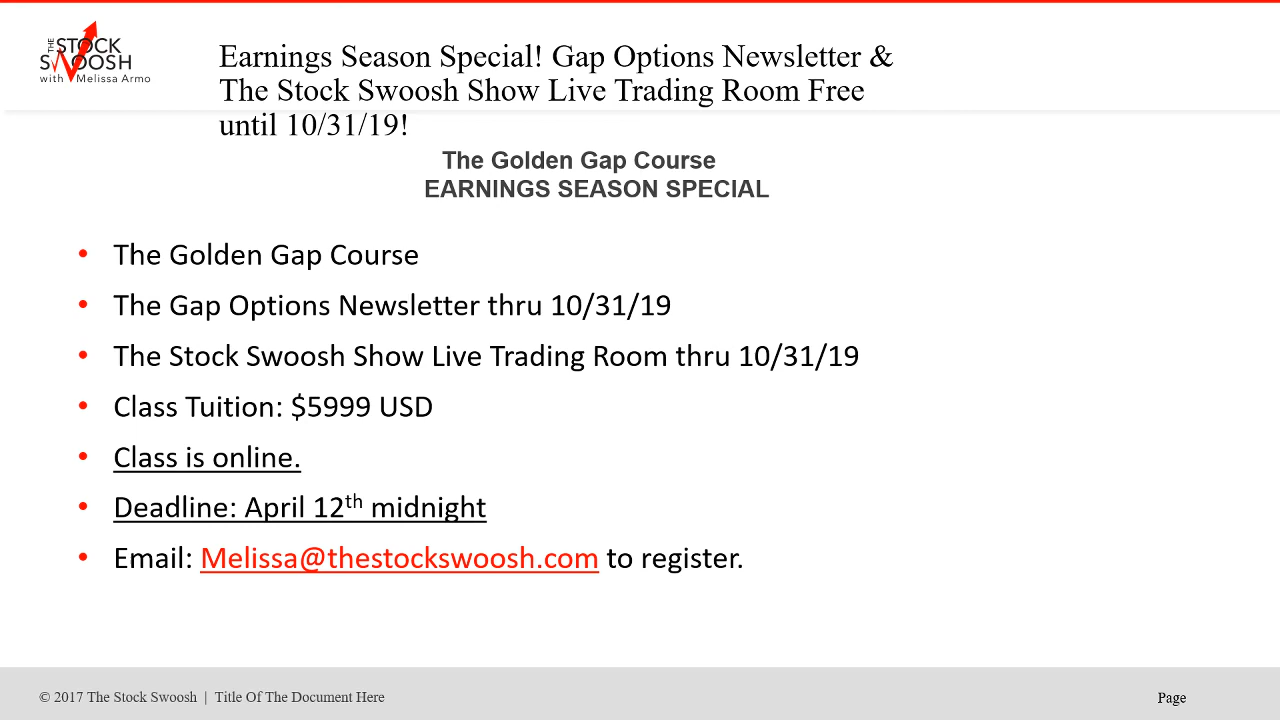 THE
STOCK
SWOOSH
with Melissa Armo
Earnings Season Special! Gap Options Newsletter &
The Stock Swoosh Show Live Trading Room Free
until 10/31/19!
The Golden Gap Course
EARNINGS SEASON SPECIAL
• The Golden Gap Course
• The Gap Options Newsletter thru 10/31/19
• The Stock Swoosh Show Live Trading Room thru 10/31/19
• Class Tuition: $5999 USD
• Class is online.
• Deadline: April 12th midnight
• Email: Melissa@thestockswoosh.com to register.
© 2017 The Stock Swoosh | Title Of The Document Here
Page